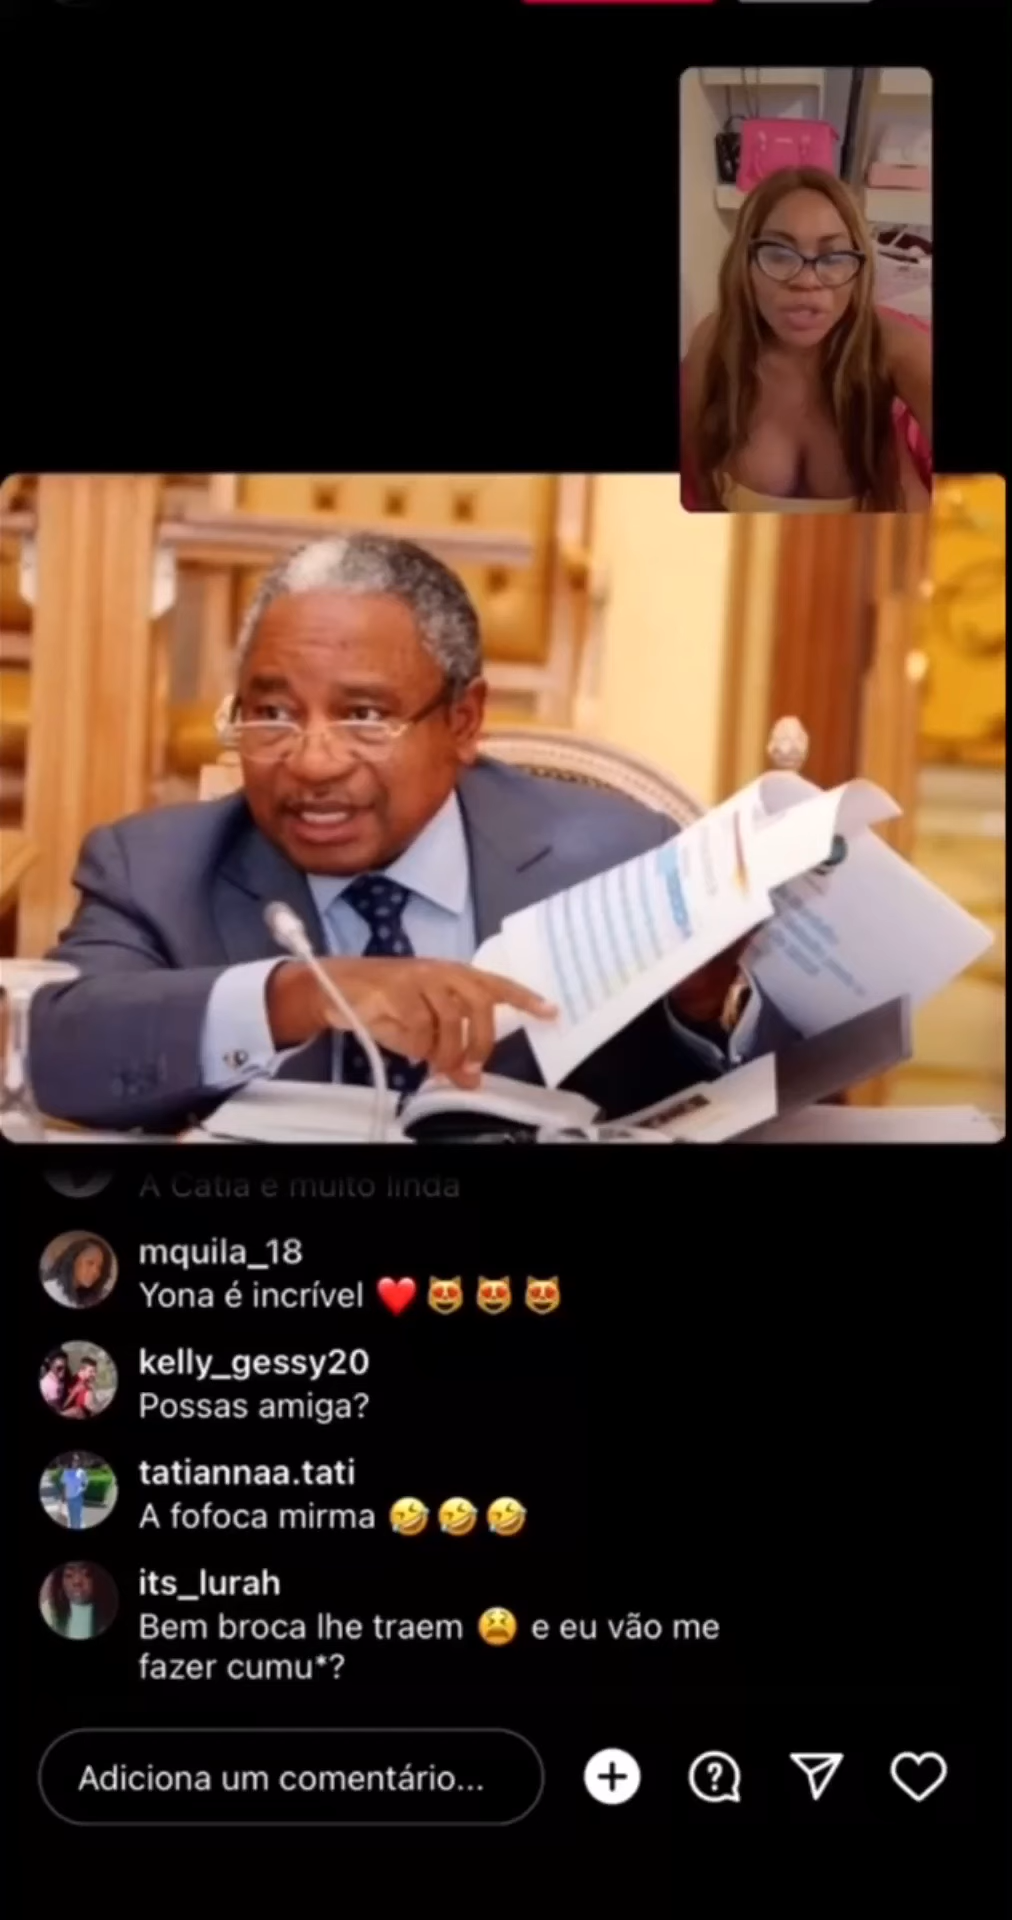 A Catia é muito linda
mquila_18
Yona é incrível ❤️ 😻 😻 😻
kelly_gessy20
Possas amiga?
tatiannaa.tati
A fofoca mirma 🤣 🤣 🤣
its_lurah
Bem broca lhe traem 😫 e eu vão me
fazer cumu*?
Adiciona um comentário...